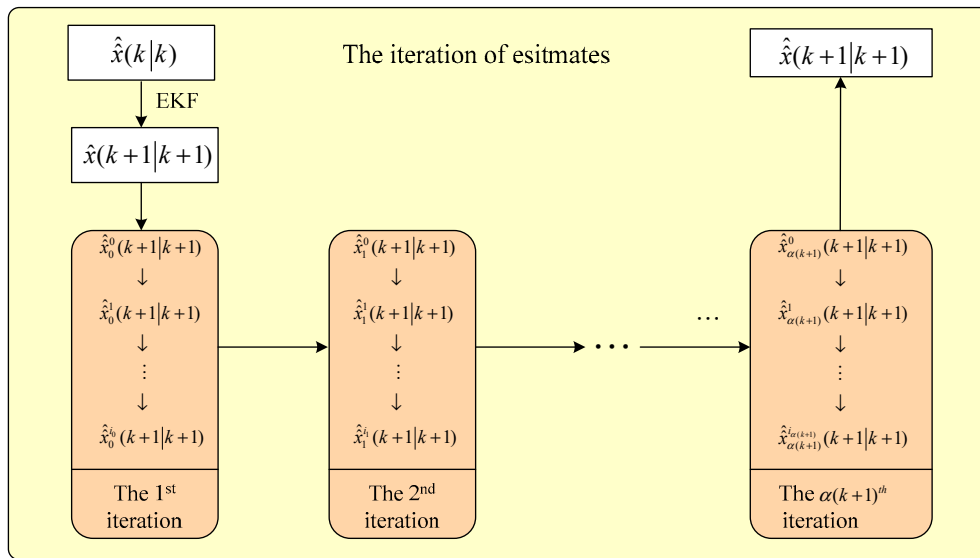 The iteration of esitmates
x̂̂(k|k)
EKF
x̂(k+1|k+1)
x̂̂₀⁰(k+1|k+1)
↓
x̂̂₀¹(k+1|k+1)
↓
⋮
↓
x̂̂₀^{i₀}(k+1|k+1)
The 1st
iteration
x̂̂₁⁰(k+1|k+1)
↓
x̂̂₁¹(k+1|k+1)
↓
⋮
↓
x̂̂₁^{i₁}(k+1|k+1)
The 2nd
iteration
...
...
x̂̂(k+1|k+1)
x̂̂_{α(k+1)}^0(k+1|k+1)
↓
x̂̂_{α(k+1)}^1(k+1|k+1)
↓
⋮
↓
x̂̂_{α(k+1)}^{i_{α(k+1)}}(k+1|k+1)
The α(k+1)th
iteration